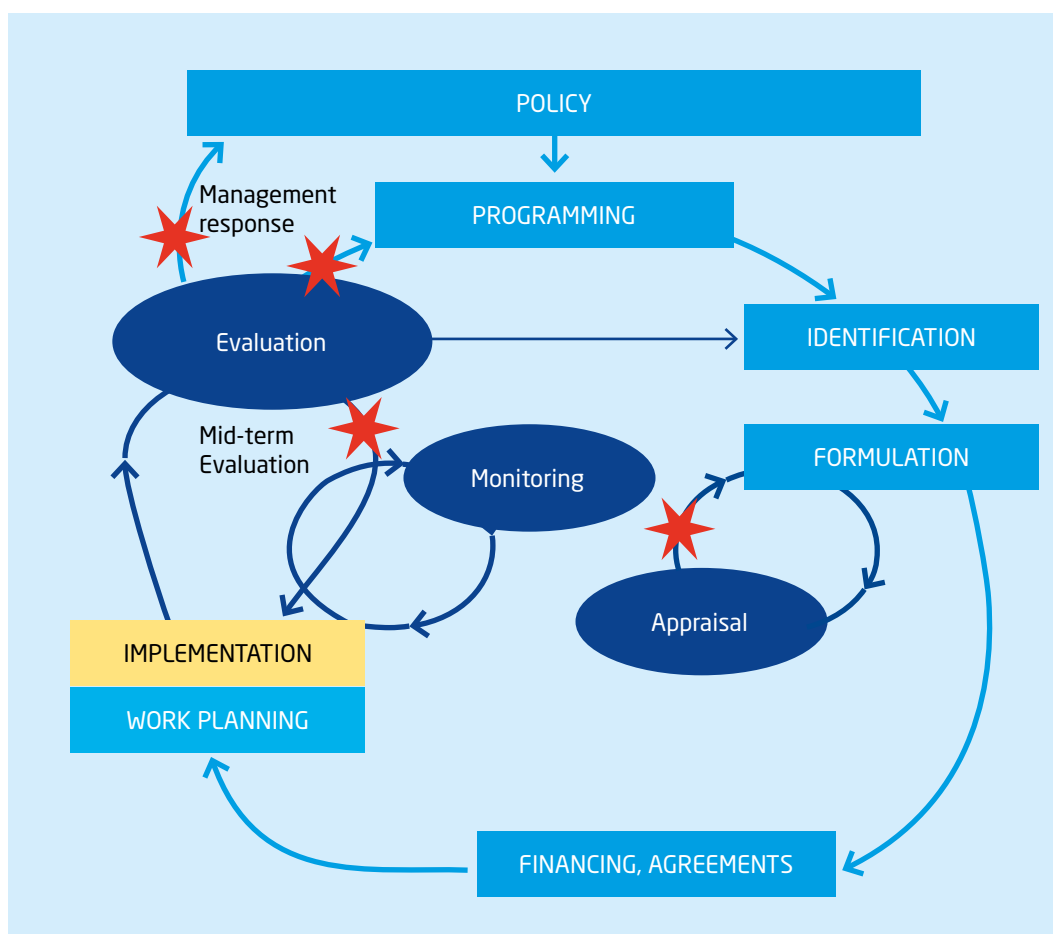 POLICY
Management
response
PROGRAMMING
Evaluation
IDENTIFICATION
Mid-term
Evaluation
Monitoring
FORMULATION
Appraisal
IMPLEMENTATION
WORK PLANNING
FINANCING, AGREEMENTS